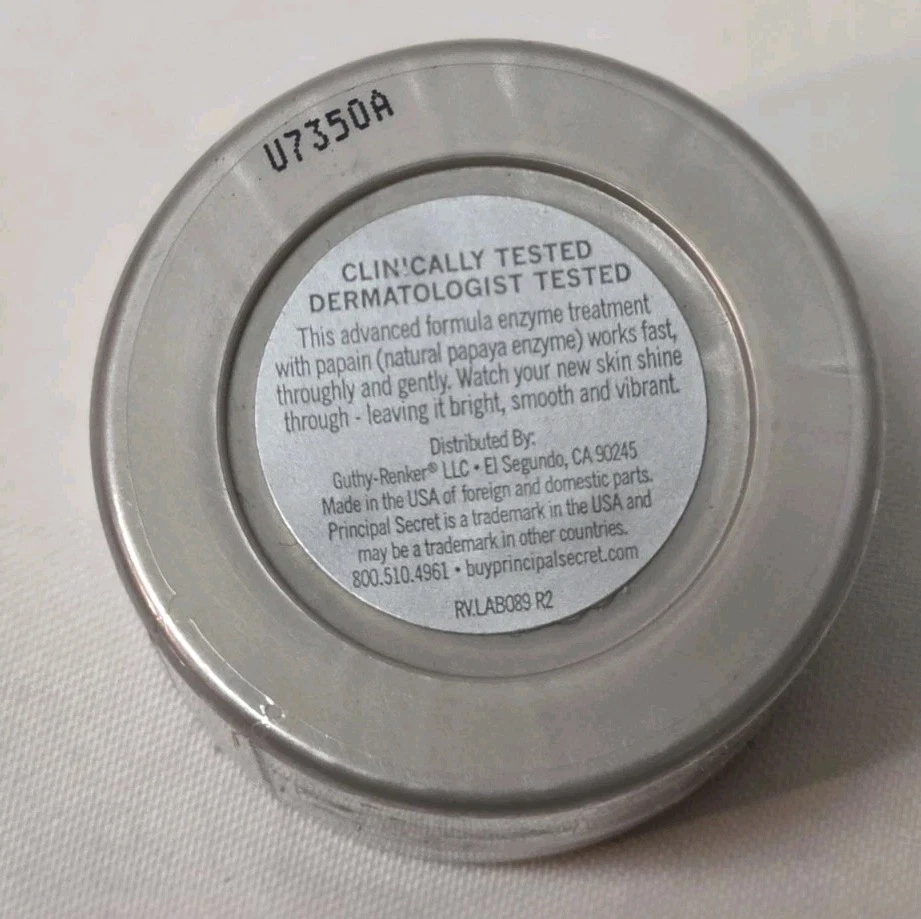 U7350A
CLINICALLY TESTED
DERMATOLOGIST TESTED
This advanced formula enzyme treatment
with papain (natural papaya enzyme) works fast,
throughly and gently. Watch your new skin shine
through - leaving it bright, smooth and vibrant.
Distributed By:
Guthy-Renker® LLC • El Segundo, CA 90245
Made in the USA of foreign and domestic parts.
Principal Secret is a trademark in the USA and
may be a trademark in other countries.
800.510.4961 • buyprincipalsecret.com
RV.LAB089 R2